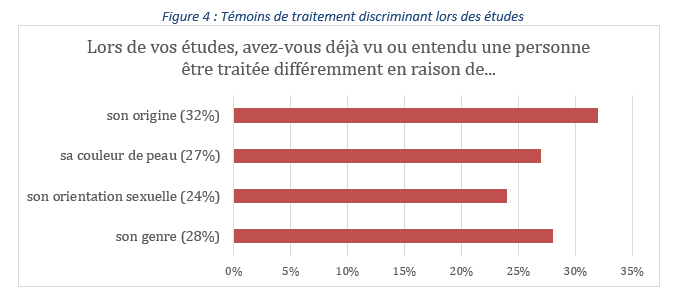 Figure 4 : Témoins de traitement discriminant lors des études
Lors de vos études, avez-vous déjà vu ou entendu une personne
être traitée différemment en raison de...
son origine (32%)
sa couleur de peau (27%)
son orientation sexuelle (24%)
son genre (28%)
0% 5% 10% 15% 20% 25% 30% 35%